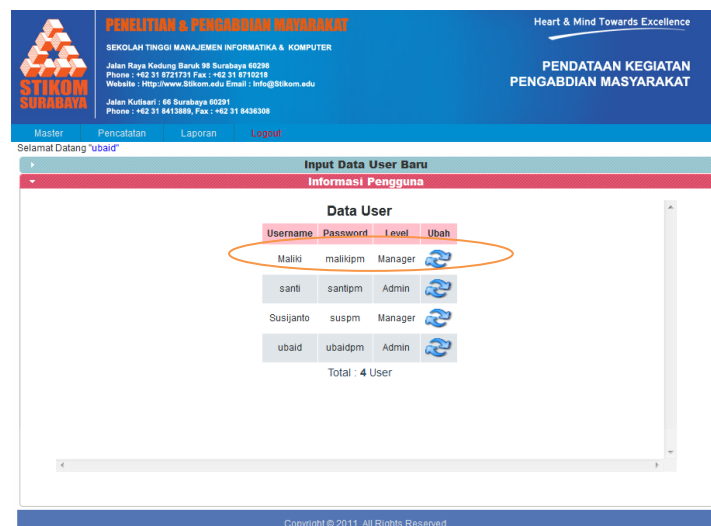 PENELITIAN & PENGABDIAN MAYARAKAT
Heart & Mind Towards Excellence
SEKOLAH TINGGI MANAJEMEN INFORMATIKA & KOMPUTER
Jalan Raya Kedung Baruk 98 Surabaya 60298
Phone : +62 31 8721731 Fax : +62 31 8710218
Website : Http://www.Stikom.edu Email : Info@Stikom.edu
PENDATAAN KEGIATAN
PENGABDIAN MASYARAKAT
STIKOM
SURABAYA
Jalan Kutisari : 66 Surabaya 60291
Phone : +62 31 8413889, Fax : +62 31 8436308
Master Pencatatan Laporan Logout
Selamat Datang "ubaid"
Input Data User Baru
Informasi Pengguna
Data User
Username Password Level Ubah
Maliki malikipm Manager
santi santipm Admin
Susijanto suspm Manager
ubaid ubaidpm Admin
Total : 4 User
Copyright © 2011. All Rights Reserved